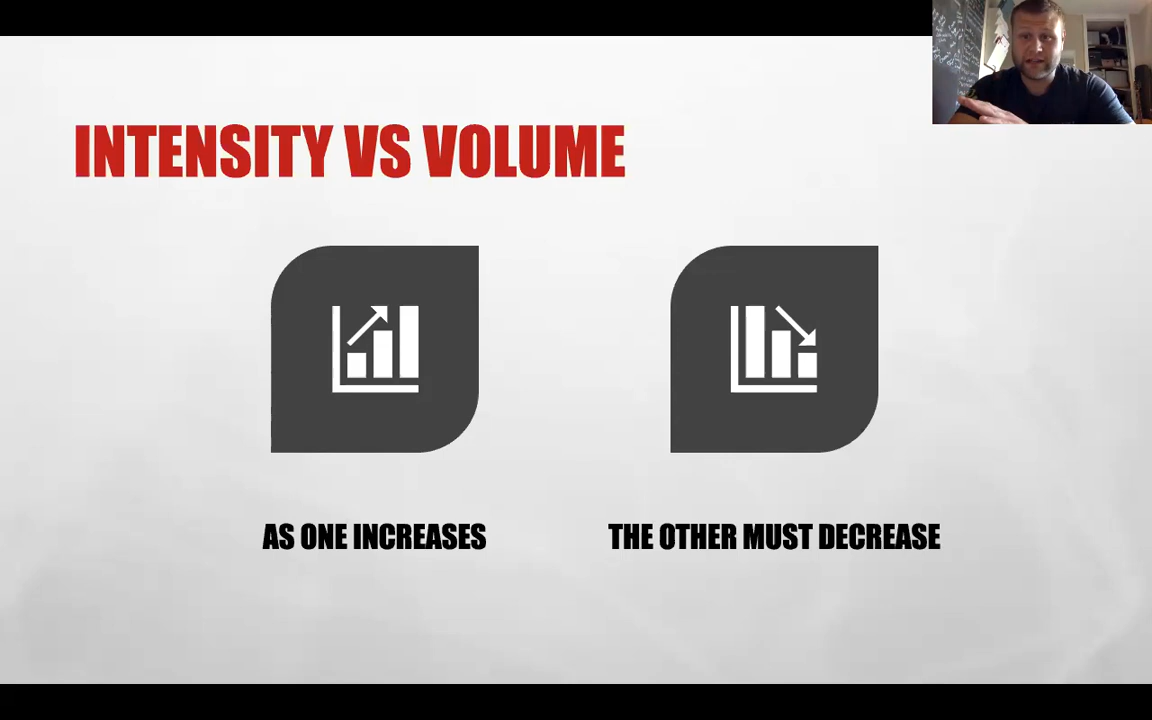 INTENSITY VS VOLUME
AS ONE INCREASES
THE OTHER MUST DECREASE